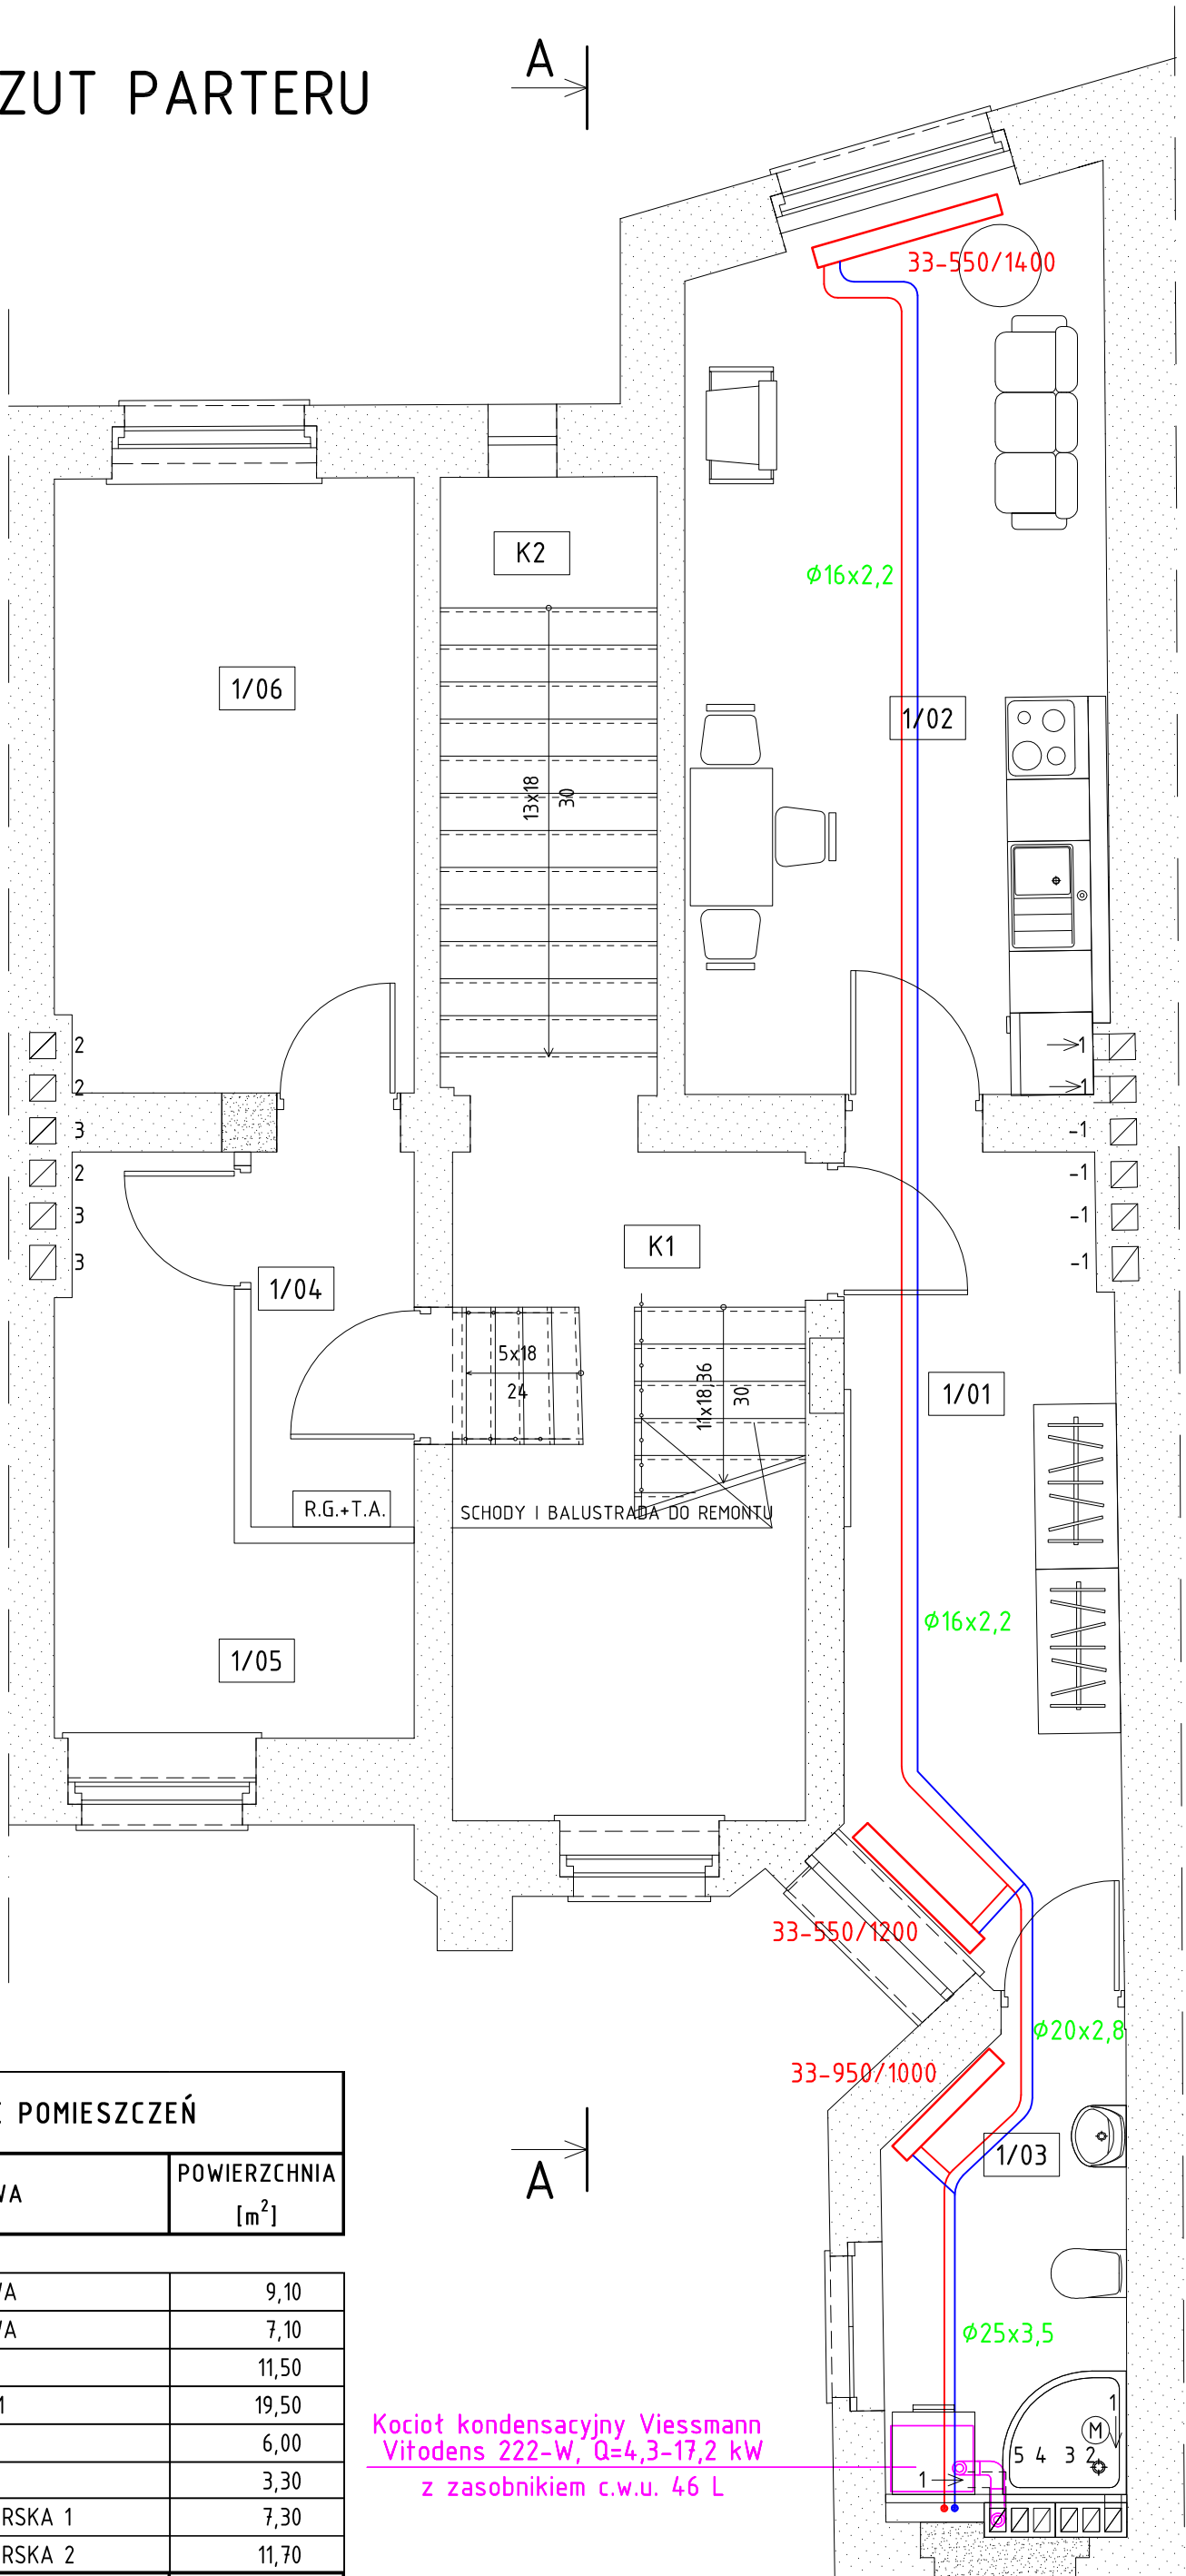 ZUT PARTERU
A
33-550/1400
K2
Ø16x2,2
1/06
1/02
13x18
30
2
2
3
2
3
3
1
1
-1
-1
-1
-1
K1
1/04
5x18
24
11x18,36
30
1/01
R.G.+T.A.
SCHODY I BALUSTRADA DO REMONTU
Ø16x2,2
1/05
33-550/1200
Ø20x2,8
33-950/1000
1/03
A
POMIESZCZEŃ
WA
POWIERZCHNIA
[m²]
WA 9,10
WA 7,10
11,50
19,50
6,00
3,30
RSKA 1 7,30
RSKA 2 11,70
Ø25x3,5
Kocioł kondensacyjny Viessmann
Vitodens 222-W, Q=4,3-17,2 kW
z zasobnikiem c.w.u. 46 L
1
M
5 4 3 2
1